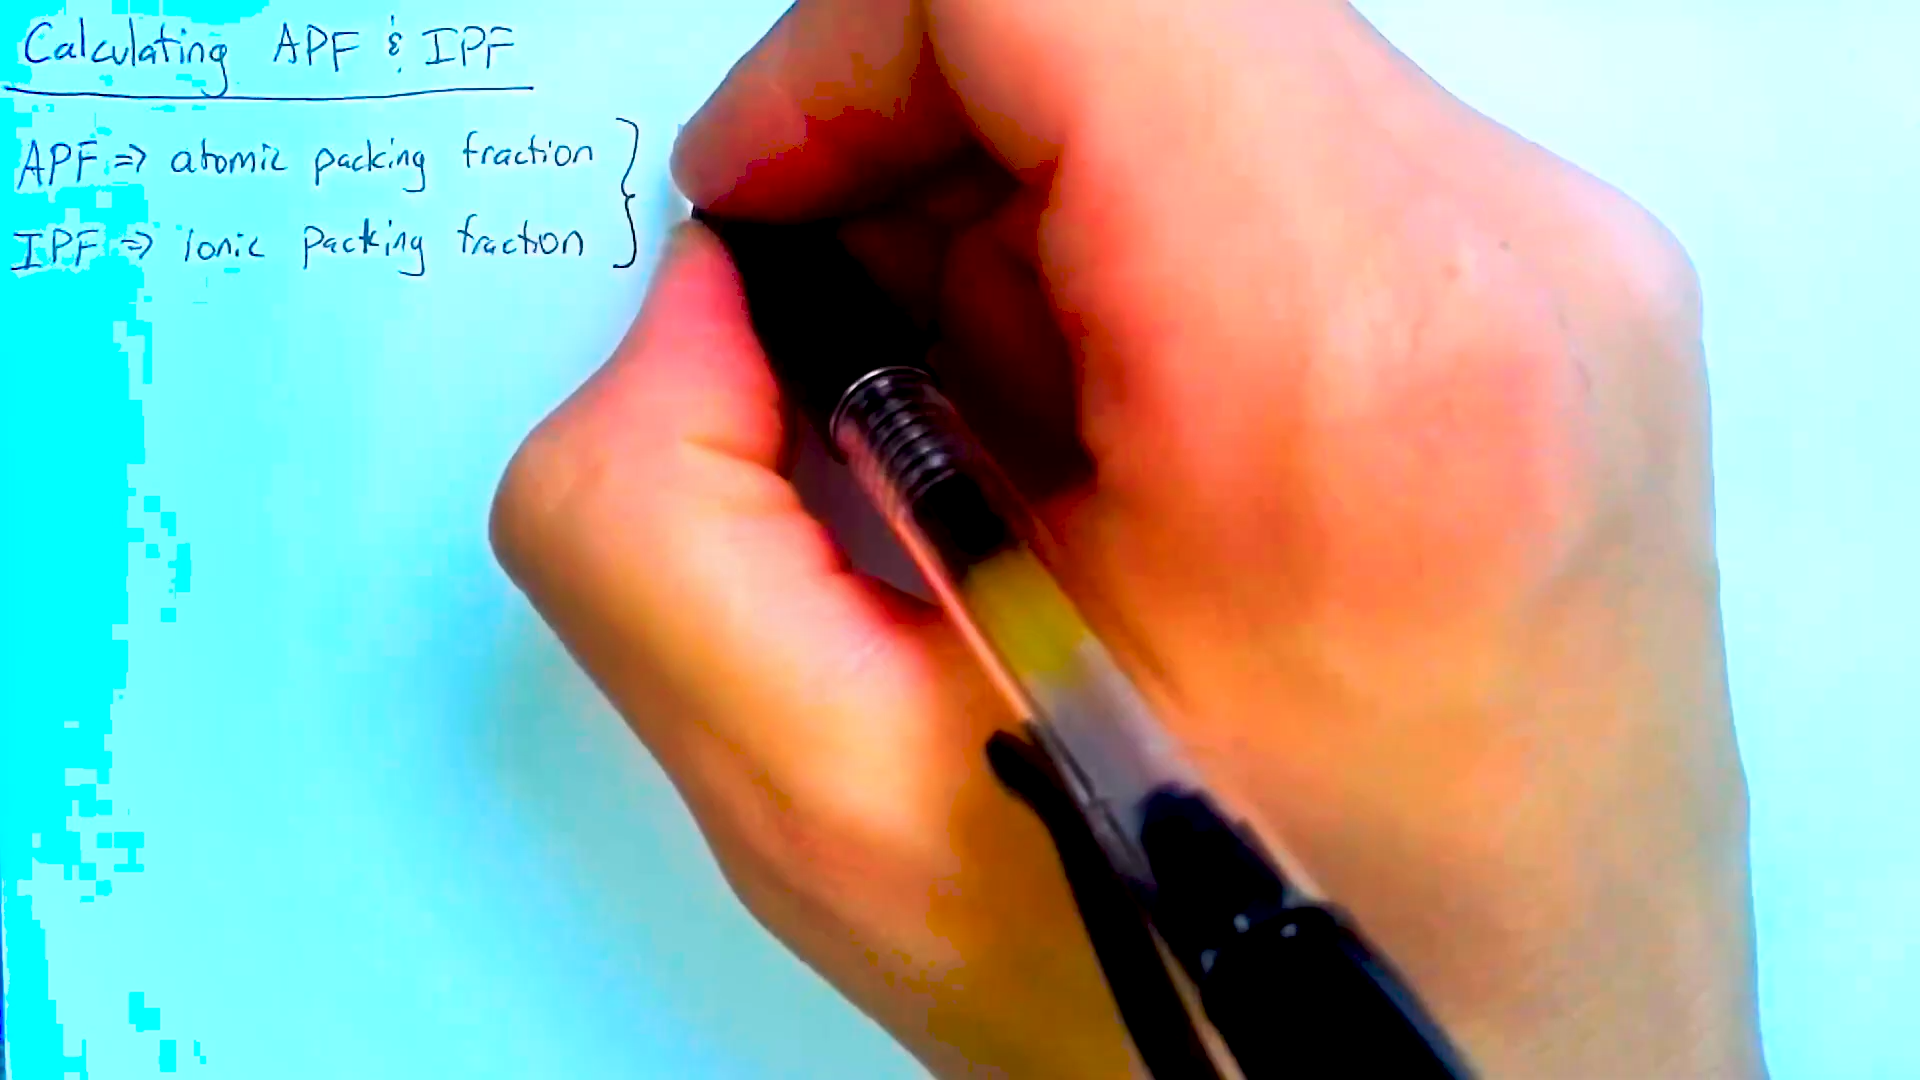 Calculating APF & IPF
APF => atomic packing fraction
IPF => ionic packing fraction